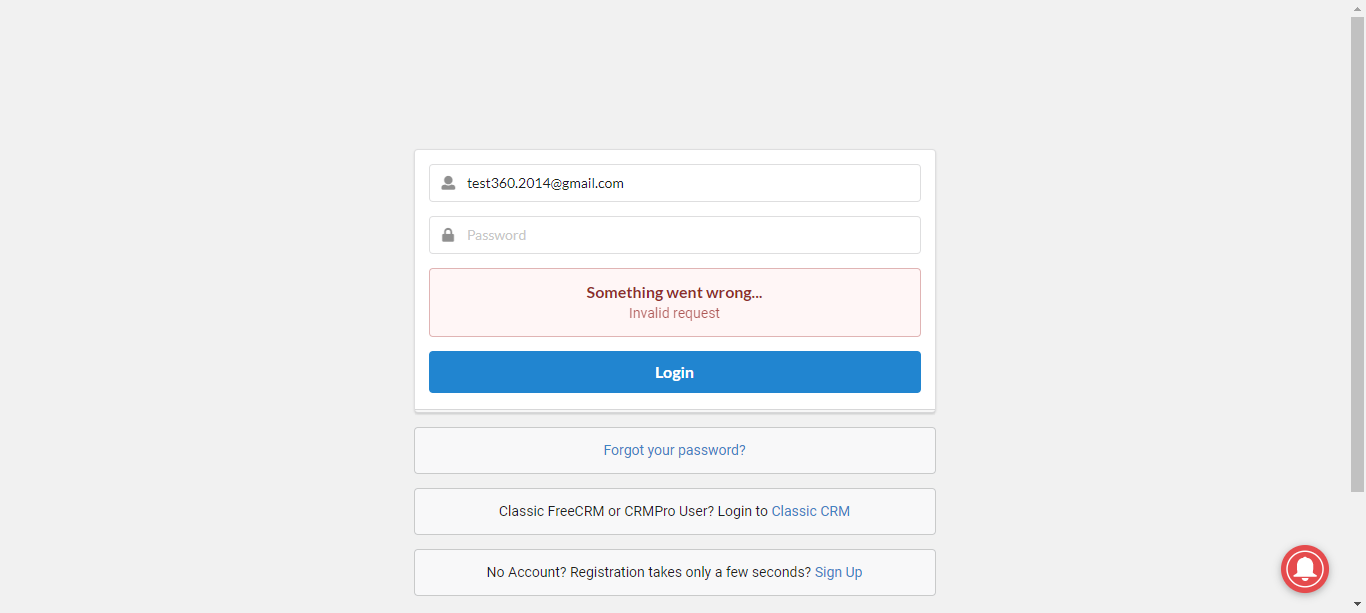 test360.2014@gmail.com
Password
Something went wrong...
Invalid request
Login
Forgot your password?
Classic FreeCRM or CRMPro User? Login to Classic CRM
No Account? Registration takes only a few seconds? Sign Up